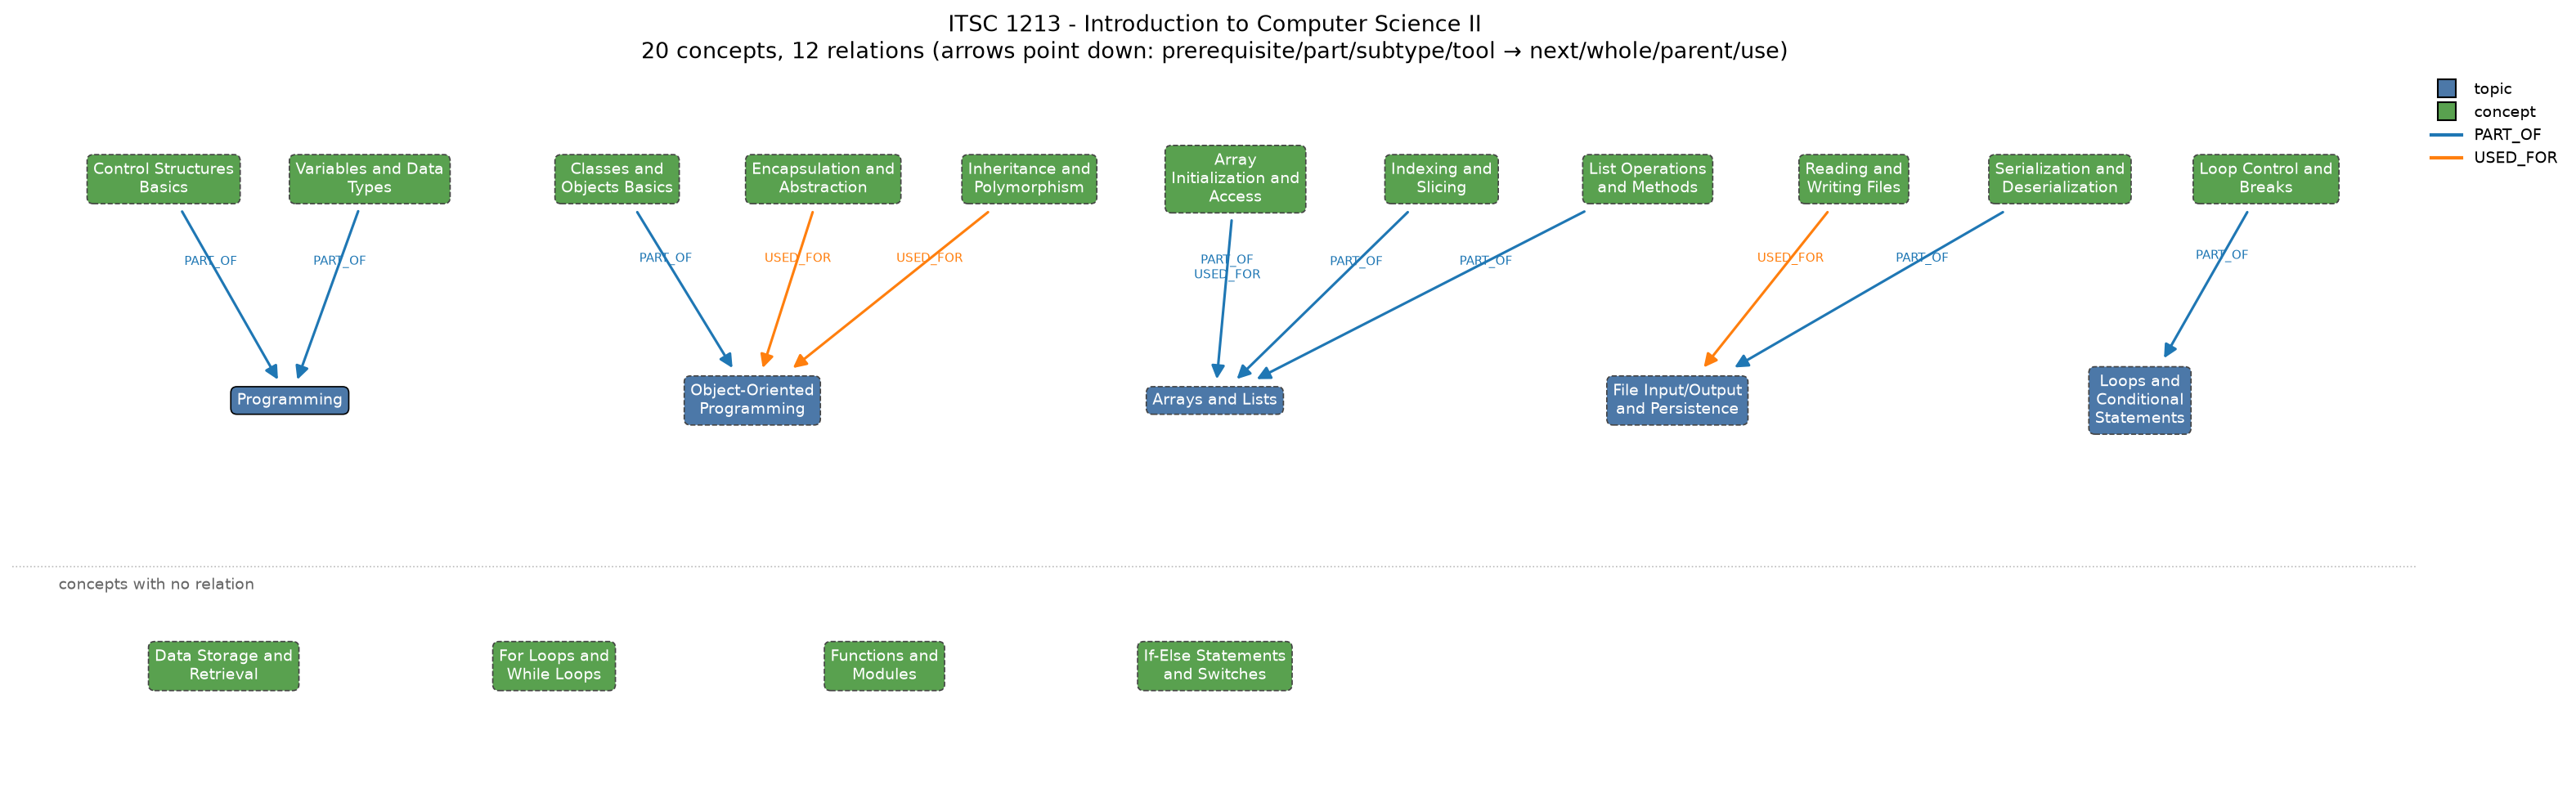 ITSC 1213 - Introduction to Computer Science II
20 concepts, 12 relations (arrows point down: prerequisite/part/subtype/tool → next/whole/parent/use)
topic
concept
PART_OF
USED_FOR
Control Structures
Basics
Variables and Data
Types
Classes and
Objects Basics
Encapsulation and
Abstraction
Inheritance and
Polymorphism
Array
Initialization and
Access
Indexing and
Slicing
List Operations
and Methods
Reading and
Writing Files
Serialization and
Deserialization
Loop Control and
Breaks
PART_OF
PART_OF
PART_OF
USED_FOR
USED_FOR
PART_OF
USED_FOR
PART_OF
PART_OF
USED_FOR
PART_OF
PART_OF
Programming
Object-Oriented
Programming
Arrays and Lists
File Input/Output
and Persistence
Loops and
Conditional
Statements
concepts with no relation
Data Storage and
Retrieval
For Loops and
While Loops
Functions and
Modules
If-Else Statements
and Switches